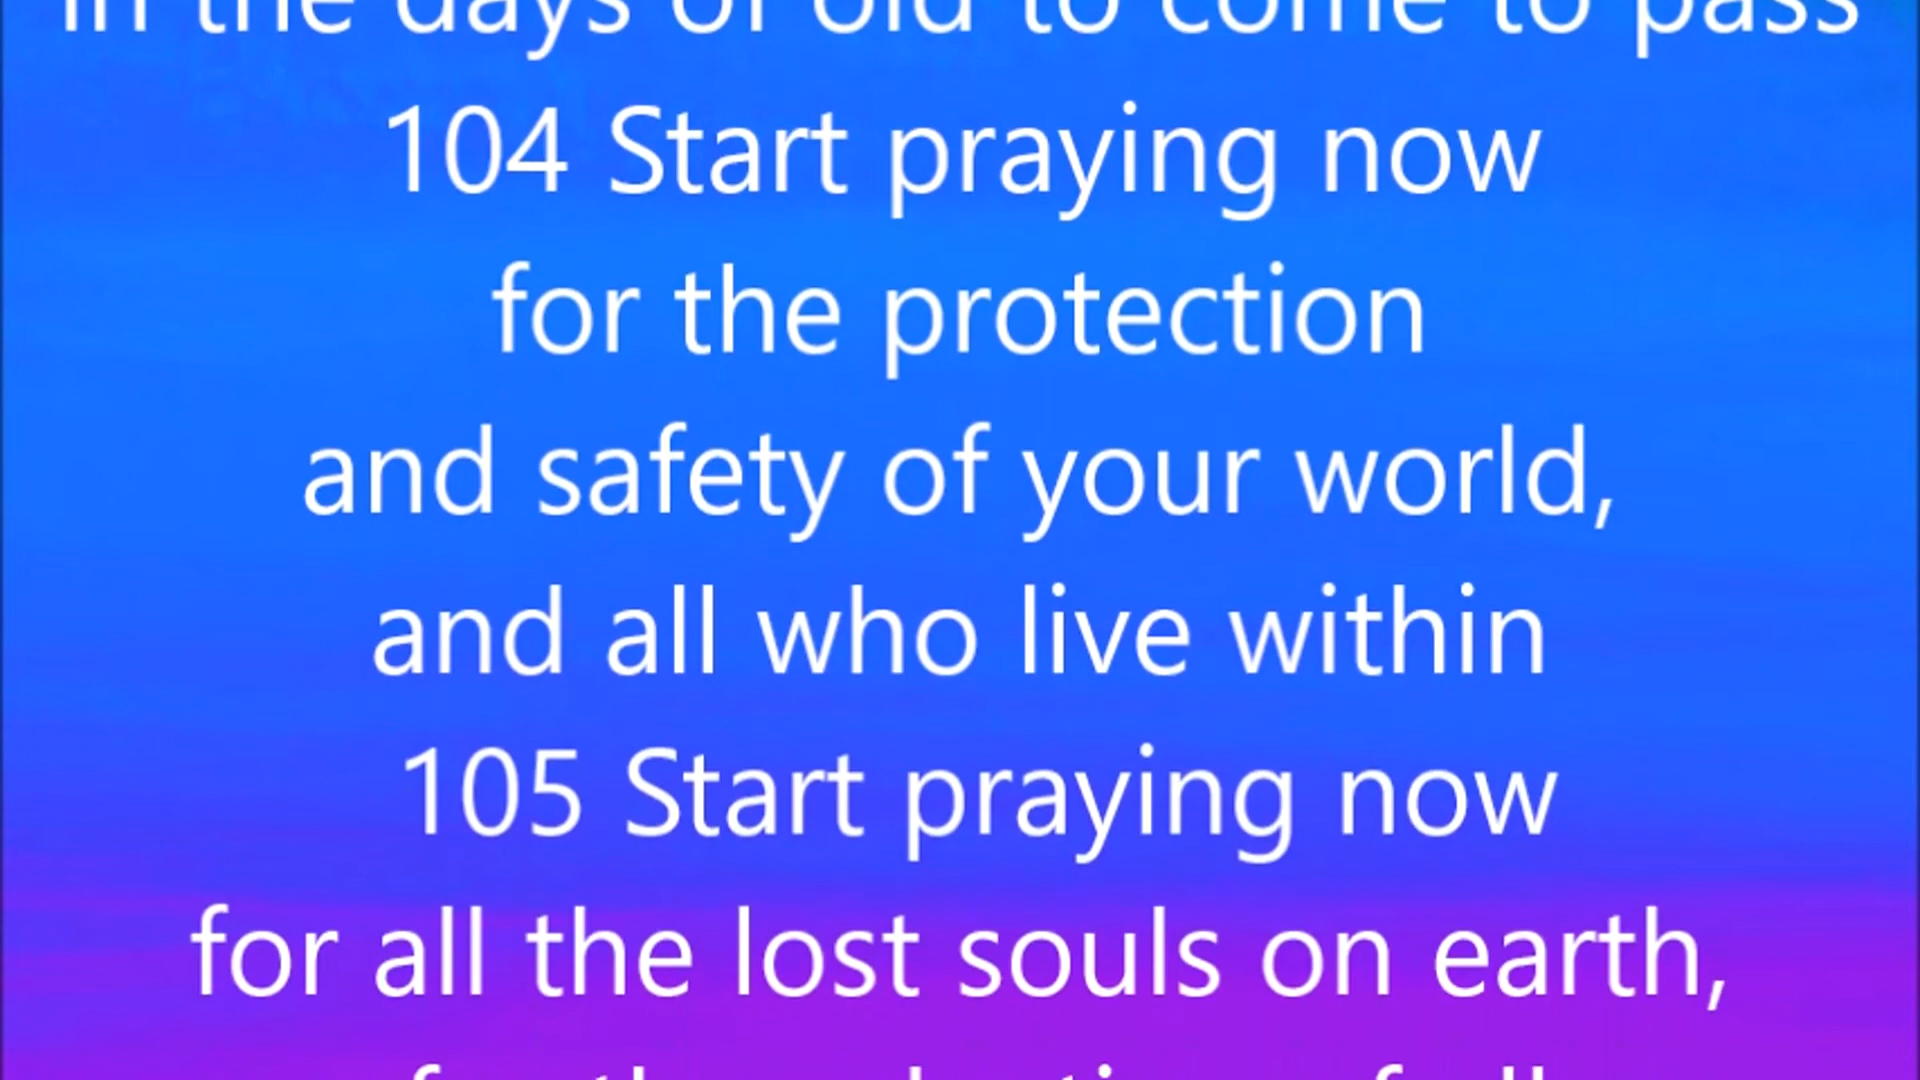 in the days of old to come to pass
104 Start praying now
for the protection
and safety of your world,
and all who live within
105 Start praying now
for all the lost souls on earth,